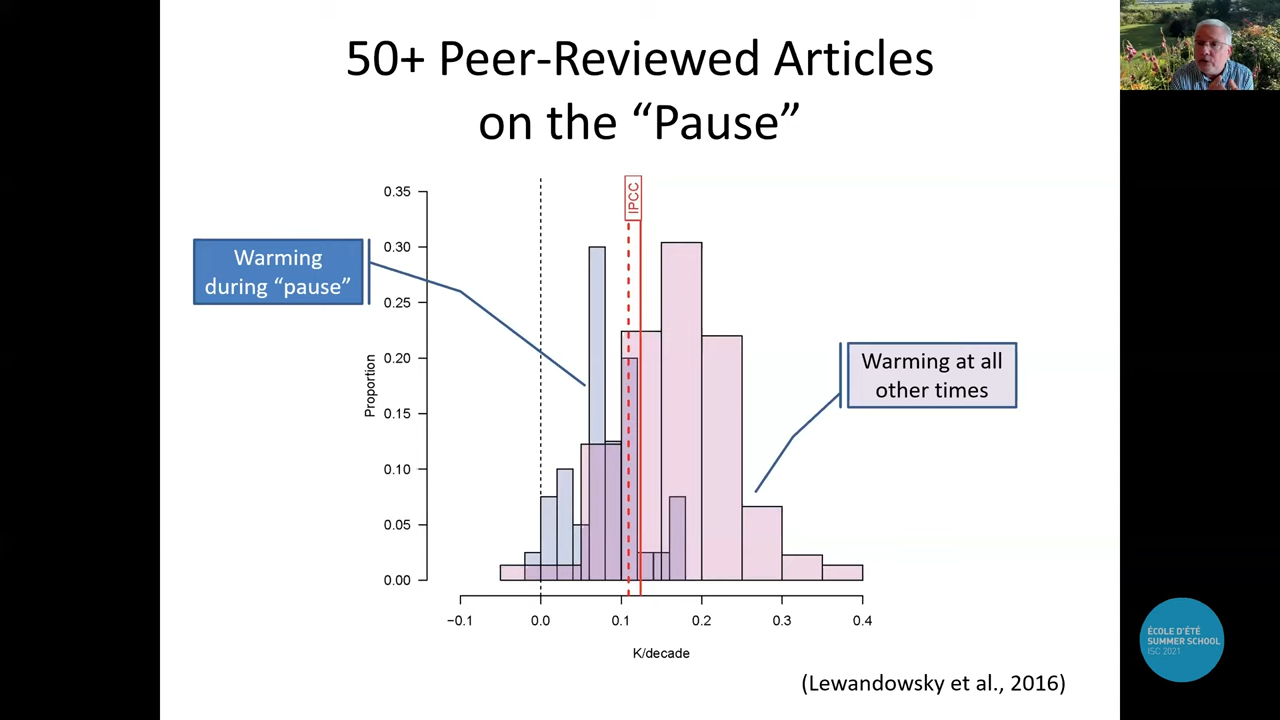 50+ Peer-Reviewed Articles
on the “Pause”
IPCC
0.35
0.30
0.25
0.20
0.15
0.10
0.05
0.00
Proportion
Warming
during “pause”
Warming at all
other times
−0.1
0.0
0.1
0.2
0.3
0.4
K/decade
(Lewandowsky et al., 2016)
ÉCOLE D'ÉTÉ
SUMMER SCHOOL
ISC 2021